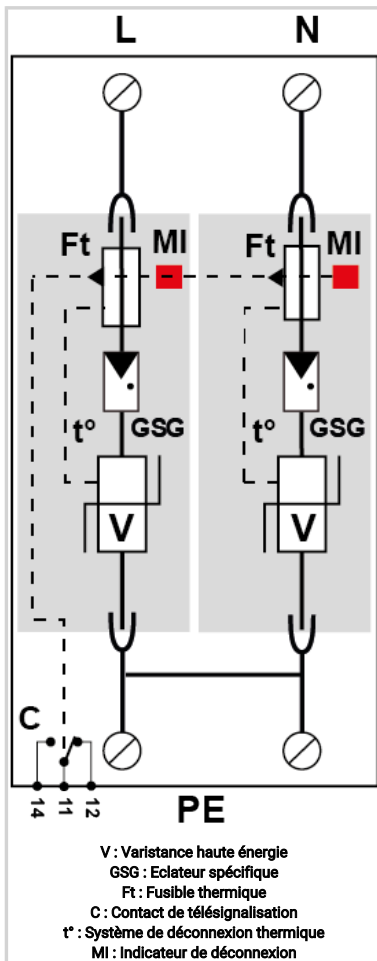 L N
Ft MI Ft MI
t° GSG t° GSG
V V
C
14 11 12
PE
V : Varistance haute énergie
GSG : Eclateur spécifique
Ft : Fusible thermique
C : Contact de télésignalisation
t° : Système de déconnexion thermique
MI : Indicateur de déconnexion